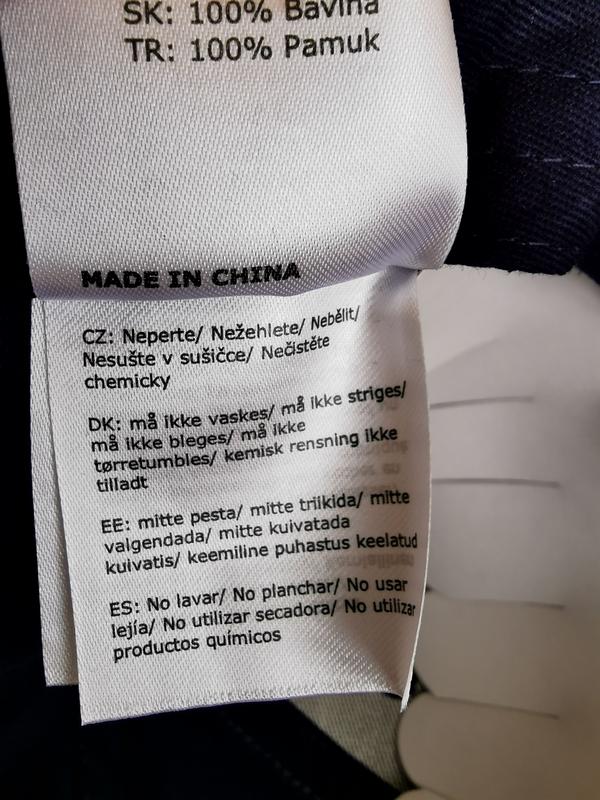 SK: 100% Bavlna
TR: 100% Pamuk
MADE IN CHINA
CZ: Neperte/ Nežehlete/ Nebělit/
Nesušte v sušičce/ Nečistěte
chemicky
DK: må ikke vaskes/ må ikke striges/
må ikke bleges/ må ikke
tørretumbles/ kemisk rensning ikke
tilladt
EE: mitte pesta/ mitte triikida/ mitte
valgendada/ mitte kuivatada
kuivatis/ keemiline puhastus keelatud
ES: No lavar/ No planchar/ No usar
lejía/ No utilizar secadora/ No utilizar
productos químicos